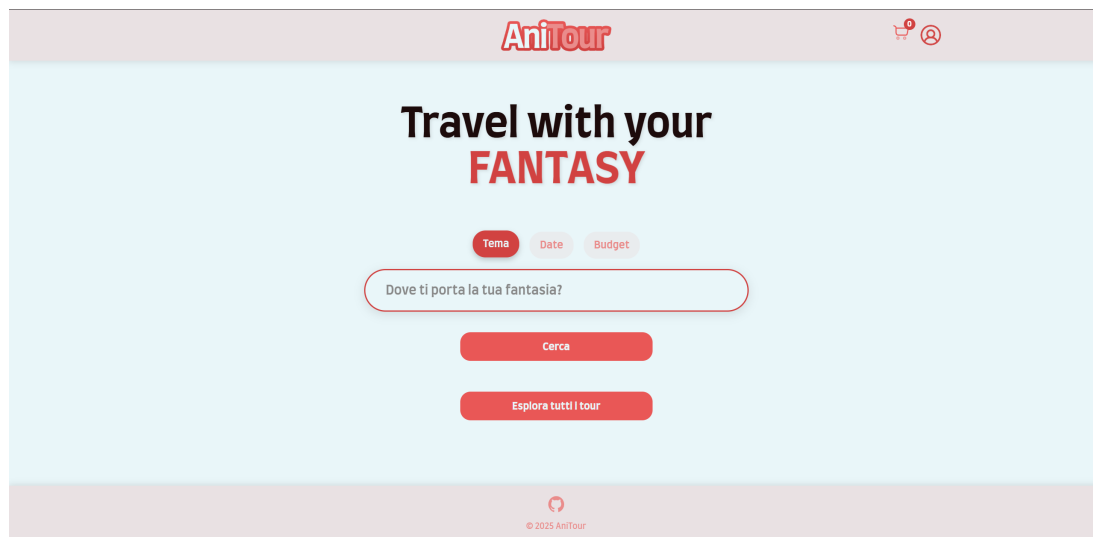 AniTour
0
Travel with your
FANTASY
Tema
Date
Budget
Dove ti porta la tua fantasia?
Cerca
Esplora tutti i tour
© 2025 AniTour